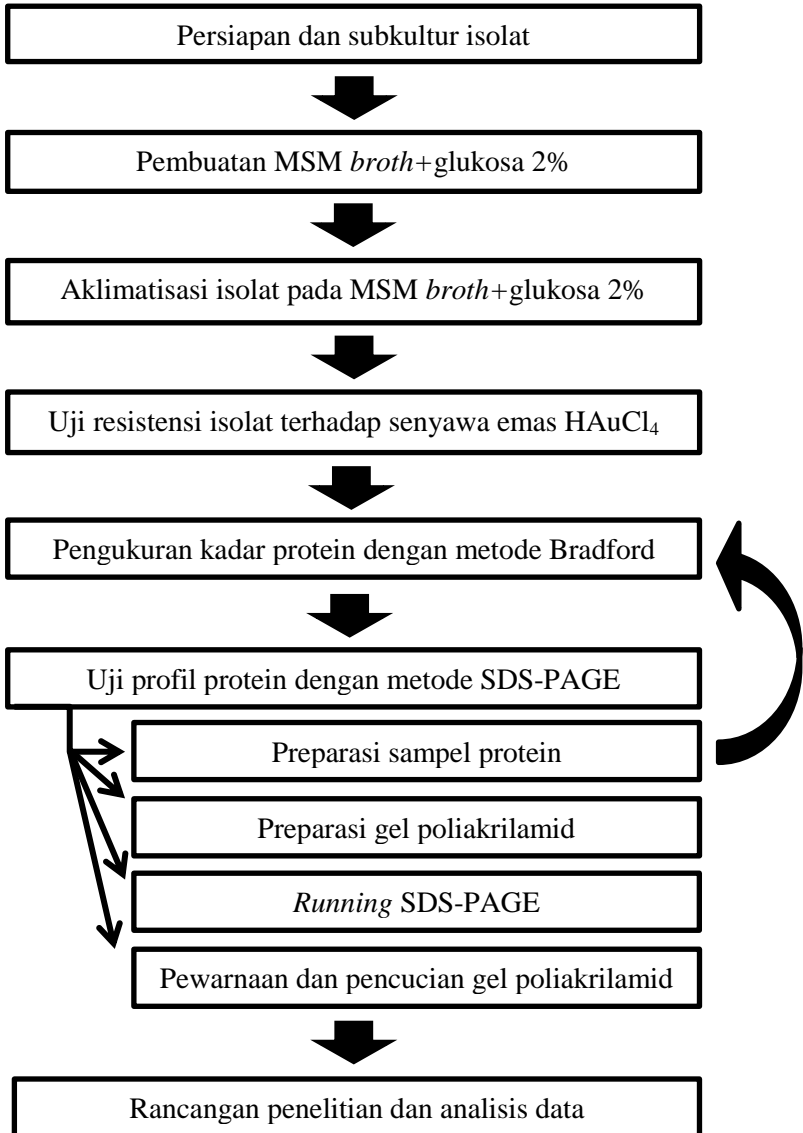 Persiapan dan subkultur isolat
Pembuatan MSM broth+glukosa 2%
Aklimatisasi isolat pada MSM broth+glukosa 2%
Uji resistensi isolat terhadap senyawa emas HAuCl₄
Pengukuran kadar protein dengan metode Bradford
Uji profil protein dengan metode SDS-PAGE
Preparasi sampel protein
Preparasi gel poliakrilamid
Running SDS-PAGE
Pewarnaan dan pencucian gel poliakrilamid
Rancangan penelitian dan analisis data